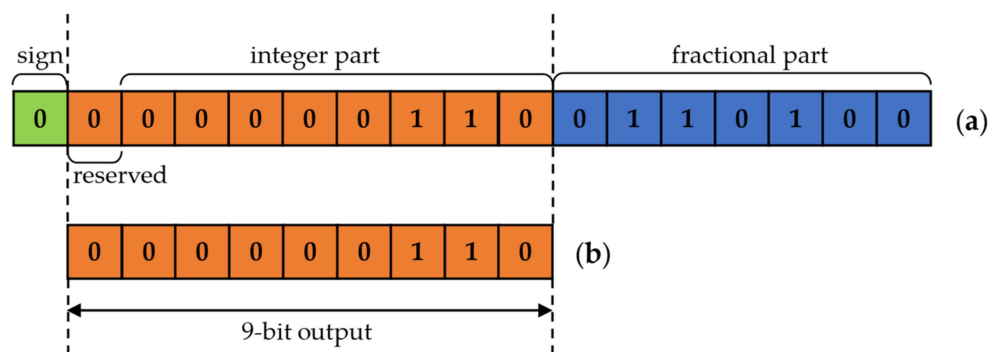 sign integer part fractional part
0 0 0 0 0 0 0 1 1 0 0 1 1 0 1 0 0 (a)
reserved
0 0 0 0 0 0 1 1 0 (b)
9-bit output